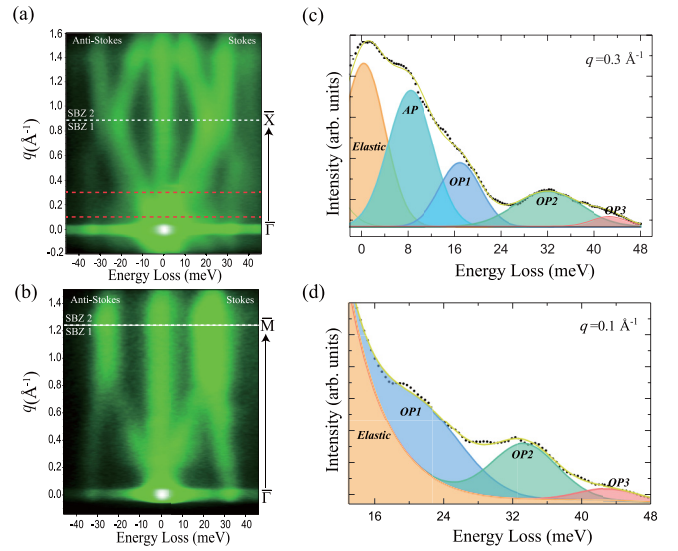 (a)
Anti-Stokes Stokes
1.6
1.4
1.2
1.0
SBZ 2
X̅
0.8
SBZ 1
0.6
0.4
0.2
0.0
Γ̅
-0.2
q(Å⁻¹)
-40 -30 -20 -10 0 10 20 30 40
Energy Loss (meV)
(b)
Anti-Stokes Stokes
1.4
SBZ 2
M̅
1.2
SBZ 1
1.0
0.8
0.6
0.4
0.2
0.0
Γ̅
q(Å⁻¹)
-40 -20 0 20 40
Energy Loss (meV)
(c)
q=0.3 Å⁻¹
Intensity (arb. units)
Elastic
AP
OP1
OP2
OP3
0 8 16 24 32 40 48
Energy Loss (meV)
(d)
q=0.1 Å⁻¹
Intensity (arb. units)
Elastic
OP1
OP2
OP3
16 24 32 40 48
Energy Loss (meV)